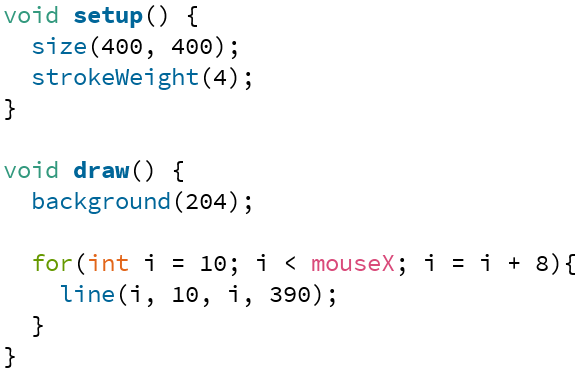 void setup() {
  size(400, 400);
  strokeWeight(4);
}

void draw() {
  background(204);

  for(int i = 10; i < mouseX; i = i + 8){
    line(i, 10, i, 390);
  }
}